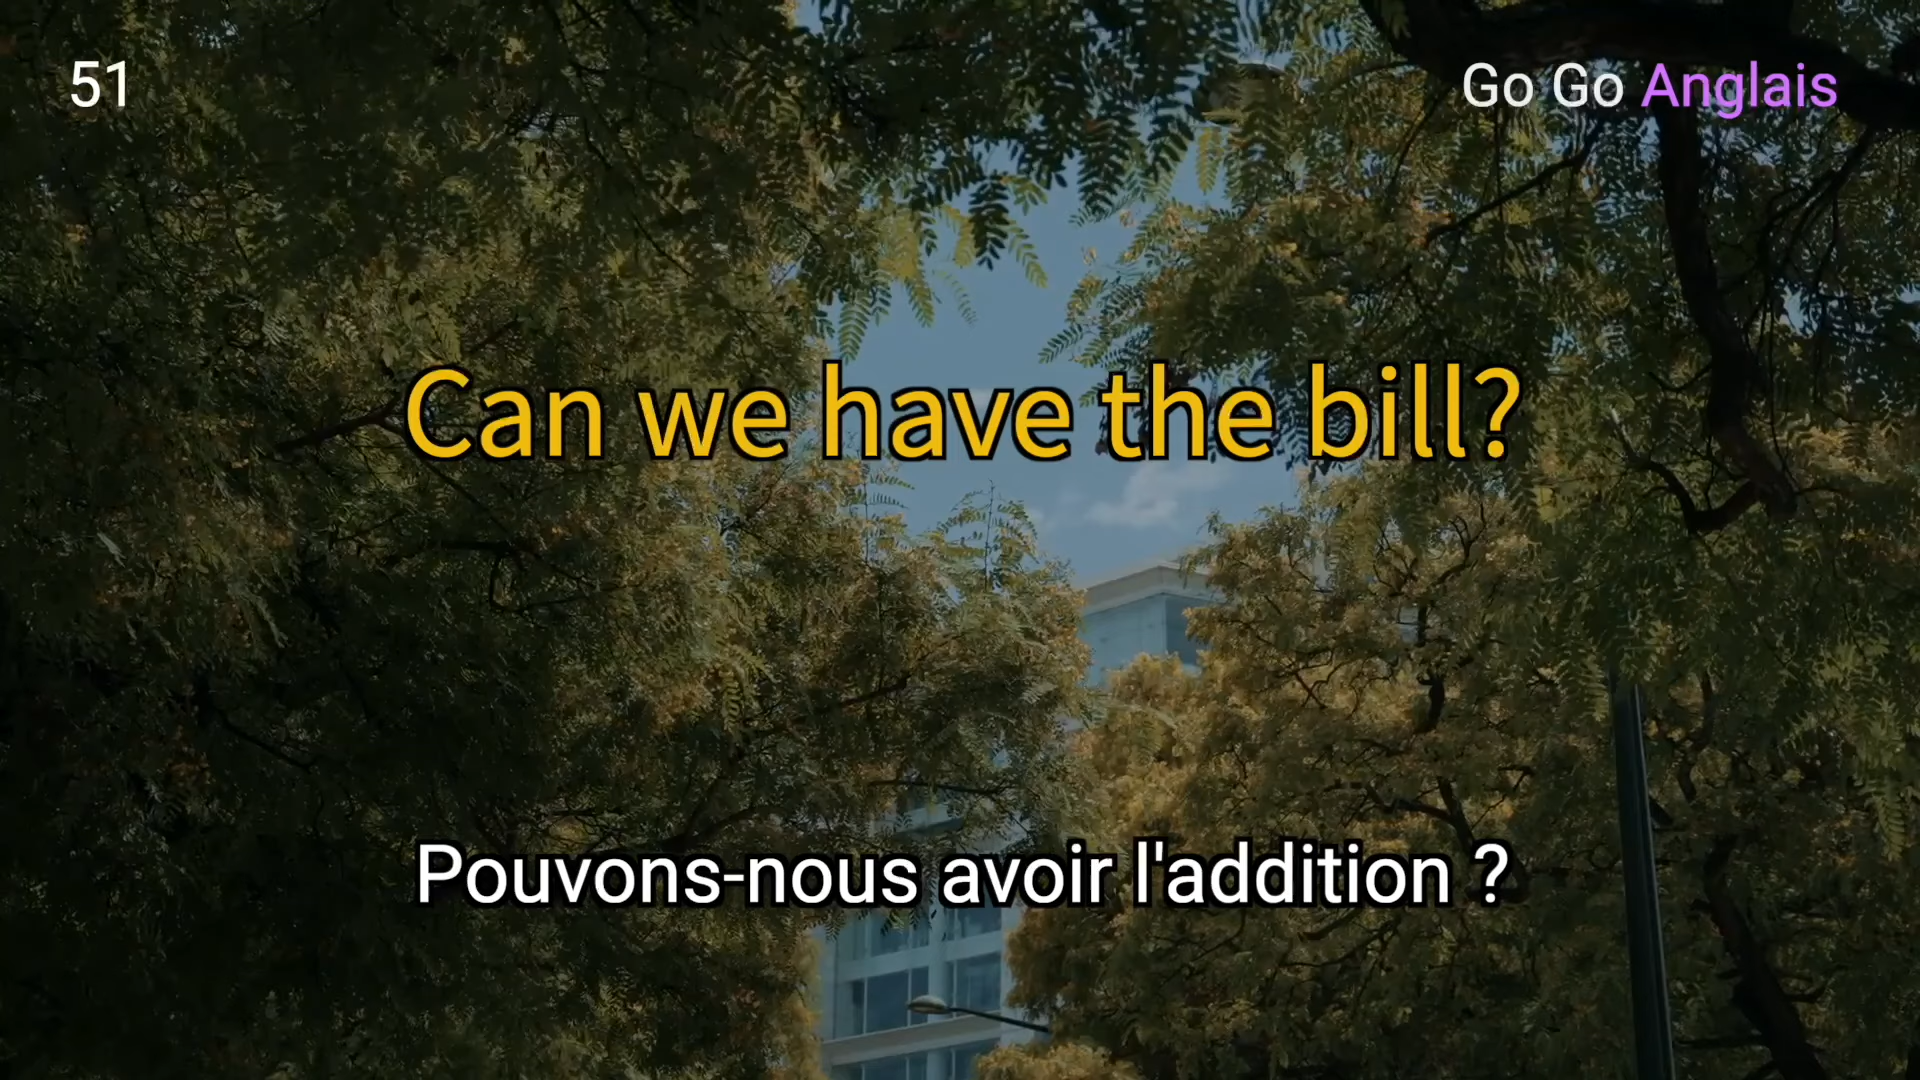 51
Go Go Anglais
Can we have the bill?
Pouvons-nous avoir l'addition ?